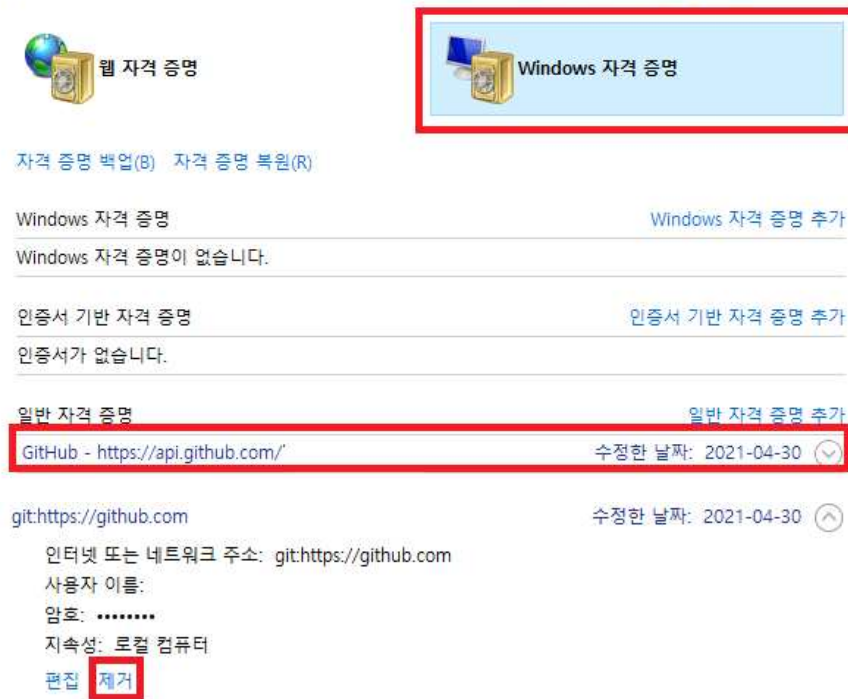 웹 자격 증명
Windows 자격 증명
자격 증명 백업(B) 자격 증명 복원(R)
Windows 자격 증명 Windows 자격 증명 추가
Windows 자격 증명이 없습니다.
인증서 기반 자격 증명 인증서 기반 자격 증명 추가
인증서가 없습니다.
일반 자격 증명 일반 자격 증명 추가
GitHub - https://api.github.com/' 수정한 날짜: 2021-04-30
git:https://github.com 수정한 날짜: 2021-04-30
인터넷 또는 네트워크 주소: git:https://github.com
사용자 이름:
암호: ••••••••
지속성: 로컬 컴퓨터
편집 제거